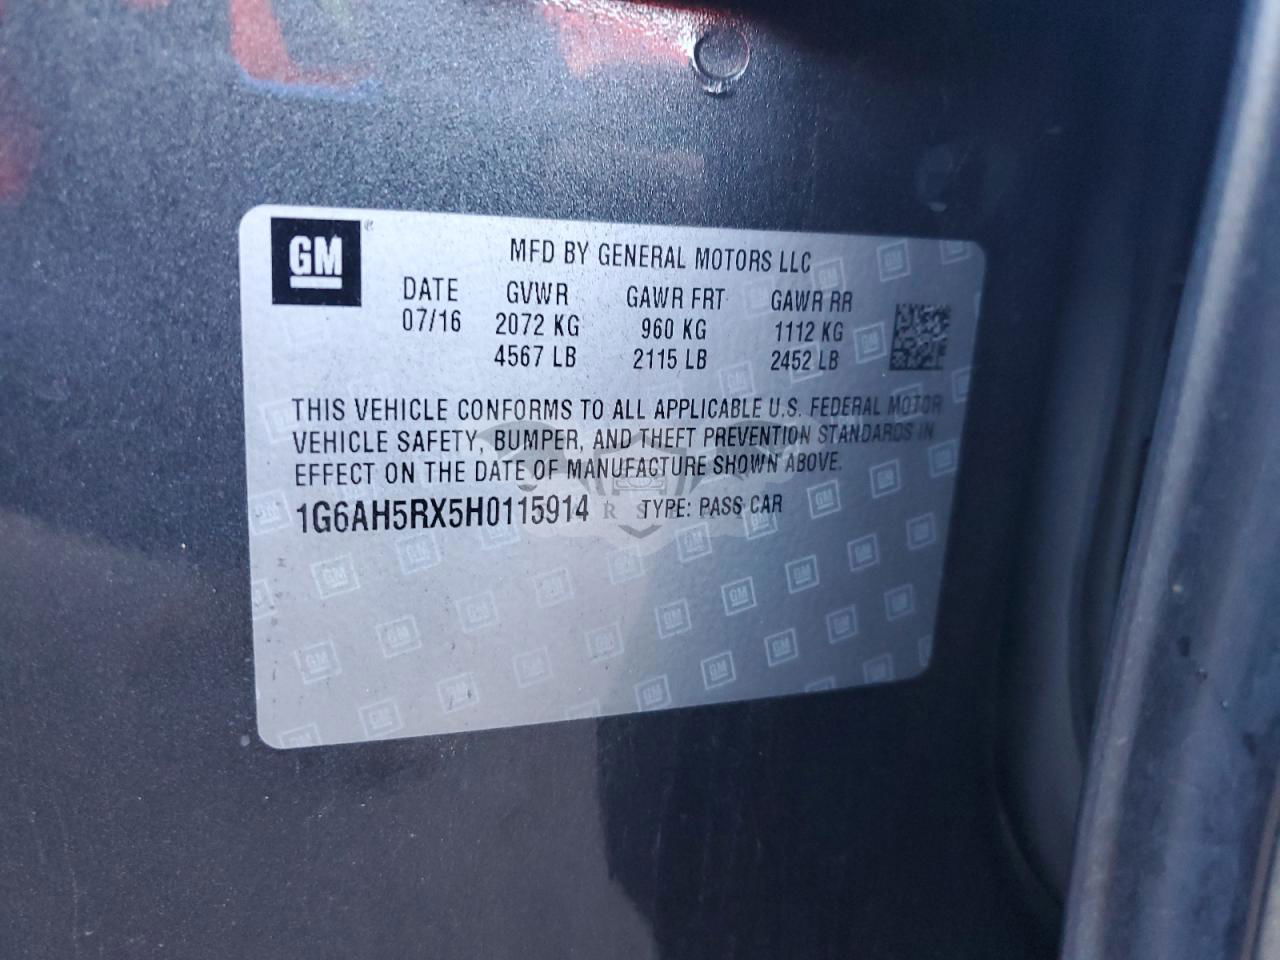 GM
MFD BY GENERAL MOTORS LLC
DATE GVWR GAWR FRT GAWR RR
07/16 2072 KG 960 KG 1112 KG
4567 LB 2115 LB 2452 LB
THIS VEHICLE CONFORMS TO ALL APPLICABLE U.S. FEDERAL MOTOR
VEHICLE SAFETY, BUMPER, AND THEFT PREVENTION STANDARDS IN
EFFECT ON THE DATE OF MANUFACTURE SHOWN ABOVE.
1G6AH5RX5H0115914 TYPE: PASS CAR